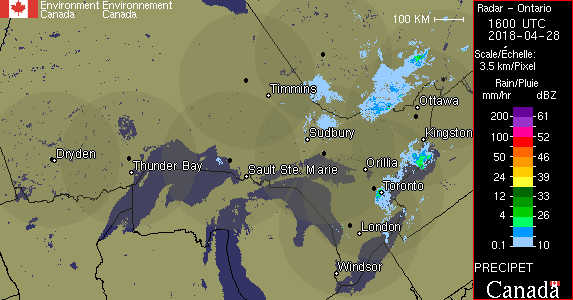 Environment Environnement
Canada Canada
100 KM
Timmins
Ottawa
Sudbury
Kingston
Dryden
Thunder Bay
Sault Ste. Marie
Orillia
Toronto
London
Windsor
Radar - Ontario
1600 UTC
2018-04-28
Scale/Échelle:
3.5 km/Pixel
Rain/Pluie
mm/hr dBZ
200 61
100 52
50 46
24 39
12 33
4 26
0.1 10
PRECIPET
Canada